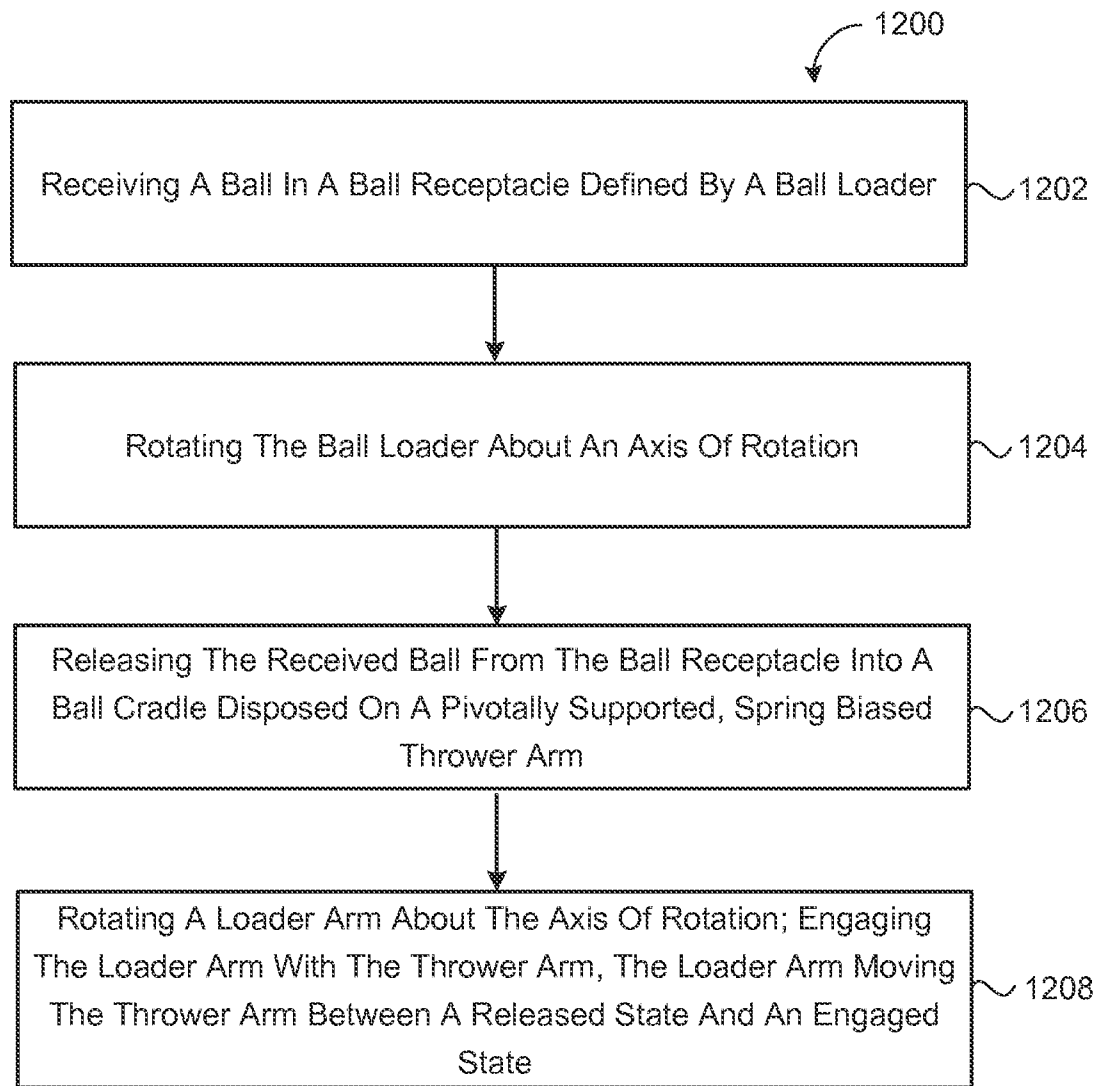 1200
Receiving A Ball In A Ball Receptacle Defined By A Ball Loader
1202
Rotating The Ball Loader About An Axis Of Rotation
1204
Releasing The Received Ball From The Ball Receptacle Into A
Ball Cradle Disposed On A Pivotally Supported, Spring Biased
Thrower Arm
1206
Rotating A Loader Arm About The Axis Of Rotation; Engaging
The Loader Arm With The Thrower Arm, The Loader Arm Moving
The Thrower Arm Between A Released State And An Engaged
State
1208